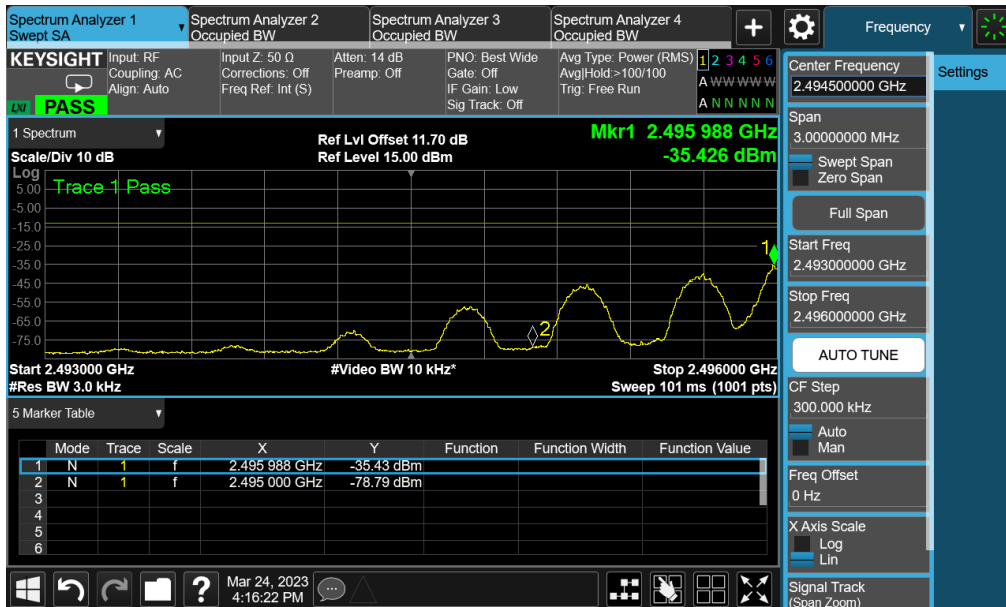 Spectrum Analyzer 1
Swept SA
Spectrum Analyzer 2
Occupied BW
Spectrum Analyzer 3
Occupied BW
Spectrum Analyzer 4
Occupied BW
+
Frequency
KEYSIGHT
LXI
PASS
Input: RF
Coupling: AC
Align: Auto
Input Z: 50 Ω
Corrections: Off
Freq Ref: Int (S)
Atten: 14 dB
Preamp: Off
PNO: Best Wide
Gate: Off
IF Gain: Low
Sig Track: Off
Avg Type: Power (RMS)
Avg|Hold:>100/100
Trig: Free Run
1 2 3 4 5 6
A W W W W W
A N N N N N
1 Spectrum
Scale/Div 10 dB
Ref Lvl Offset 11.70 dB
Ref Level 15.00 dBm
Mkr1 2.495 988 GHz
-35.426 dBm
Log
Trace 1 Pass
5.00
-5.00
-15.0
-25.0
-35.0
-45.0
-55.0
-65.0
-75.0
1
2
Start 2.493000 GHz
#Video BW 10 kHz*
Stop 2.496000 GHz
#Res BW 3.0 kHz
Sweep 101 ms (1001 pts)
5 Marker Table
Mode Trace Scale X Y Function Function Width Function Value
1 N 1 f 2.495 988 GHz -35.43 dBm
2 N 1 f 2.495 000 GHz -78.79 dBm
3
4
5
6
Center Frequency
2.494500000 GHz
Settings
Span
3.00000000 MHz
Swept Span
Zero Span
Full Span
Start Freq
2.493000000 GHz
Stop Freq
2.496000000 GHz
AUTO TUNE
CF Step
300.000 kHz
Auto
Man
Freq Offset
0 Hz
X Axis Scale
Log
Lin
Signal Track
(Span Zoom)
?
Mar 24, 2023
4:16:22 PM